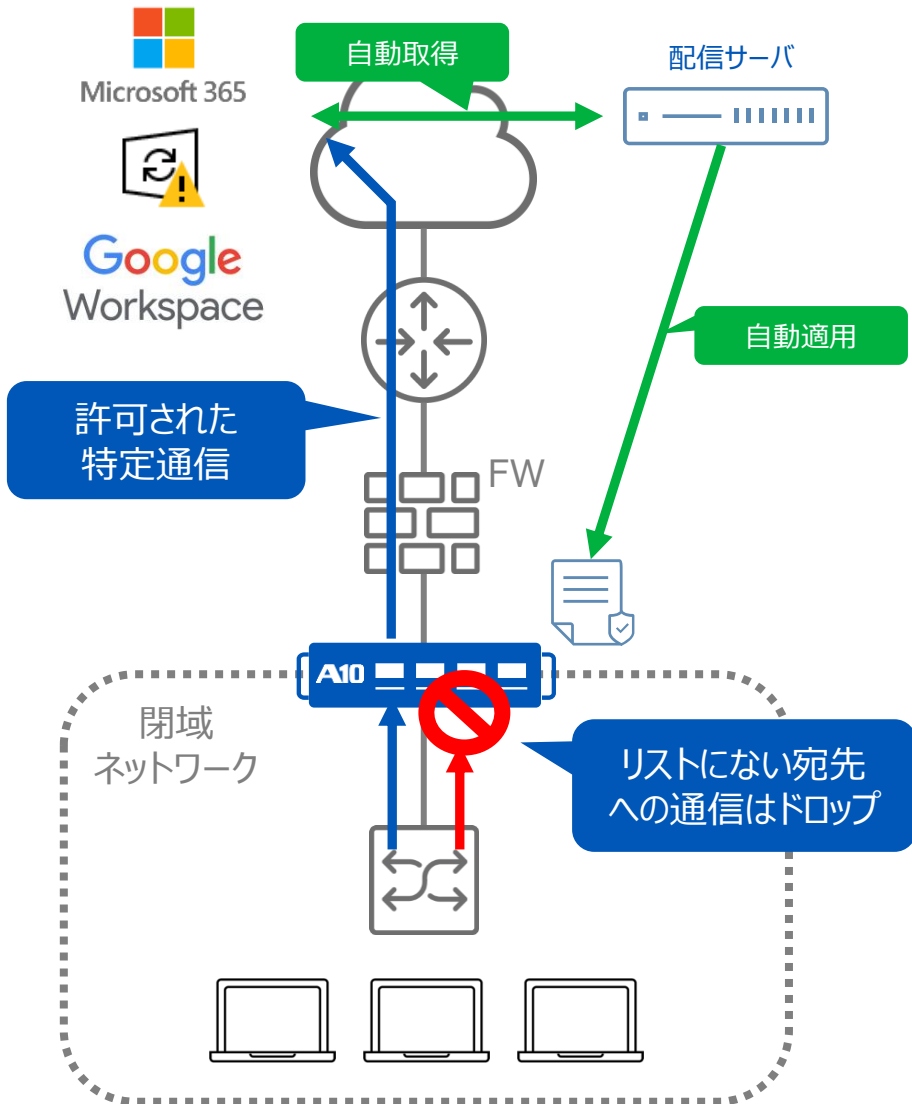 Microsoft 365
自動取得
配信サーバ
Google
Workspace
自動適用
許可された
特定通信
FW
A10
閉域
ネットワーク
リストにない宛先
への通信はドロップ